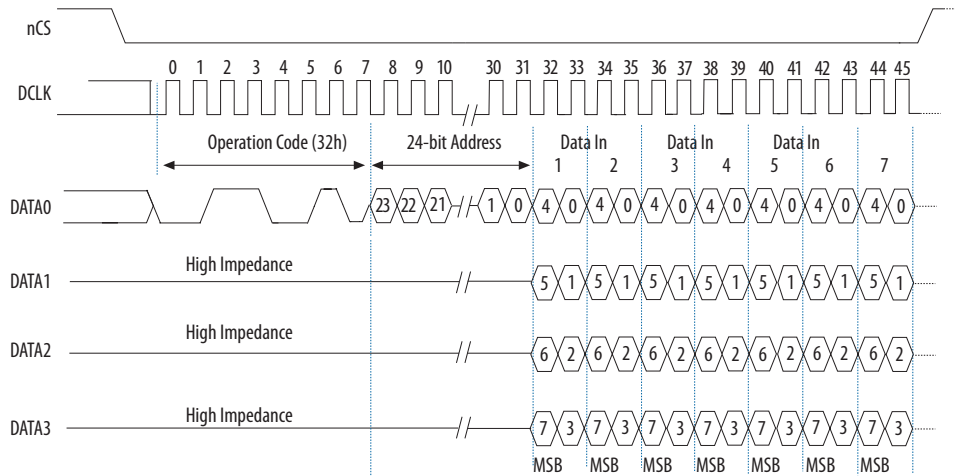 nCS
0 1 2 3 4 5 6 7 8 9 10 30 31 32 33 34 35 36 37 38 39 40 41 42 43 44 45
DCLK
Operation Code (32h) 24-bit Address Data In Data In Data In
1 2 3 4 5 6 7
DATA0 23 22 21 1 0 4 0 4 0 4 0 4 0 4 0 4 0 4 0
High Impedance
DATA1 5 1 5 1 5 1 5 1 5 1 5 1 5 1
DATA2 6 2 6 2 6 2 6 2 6 2 6 2 6 2
High Impedance
DATA3 7 3 7 3 7 3 7 3 7 3 7 3 7 3
MSB MSB MSB MSB MSB MSB MSB